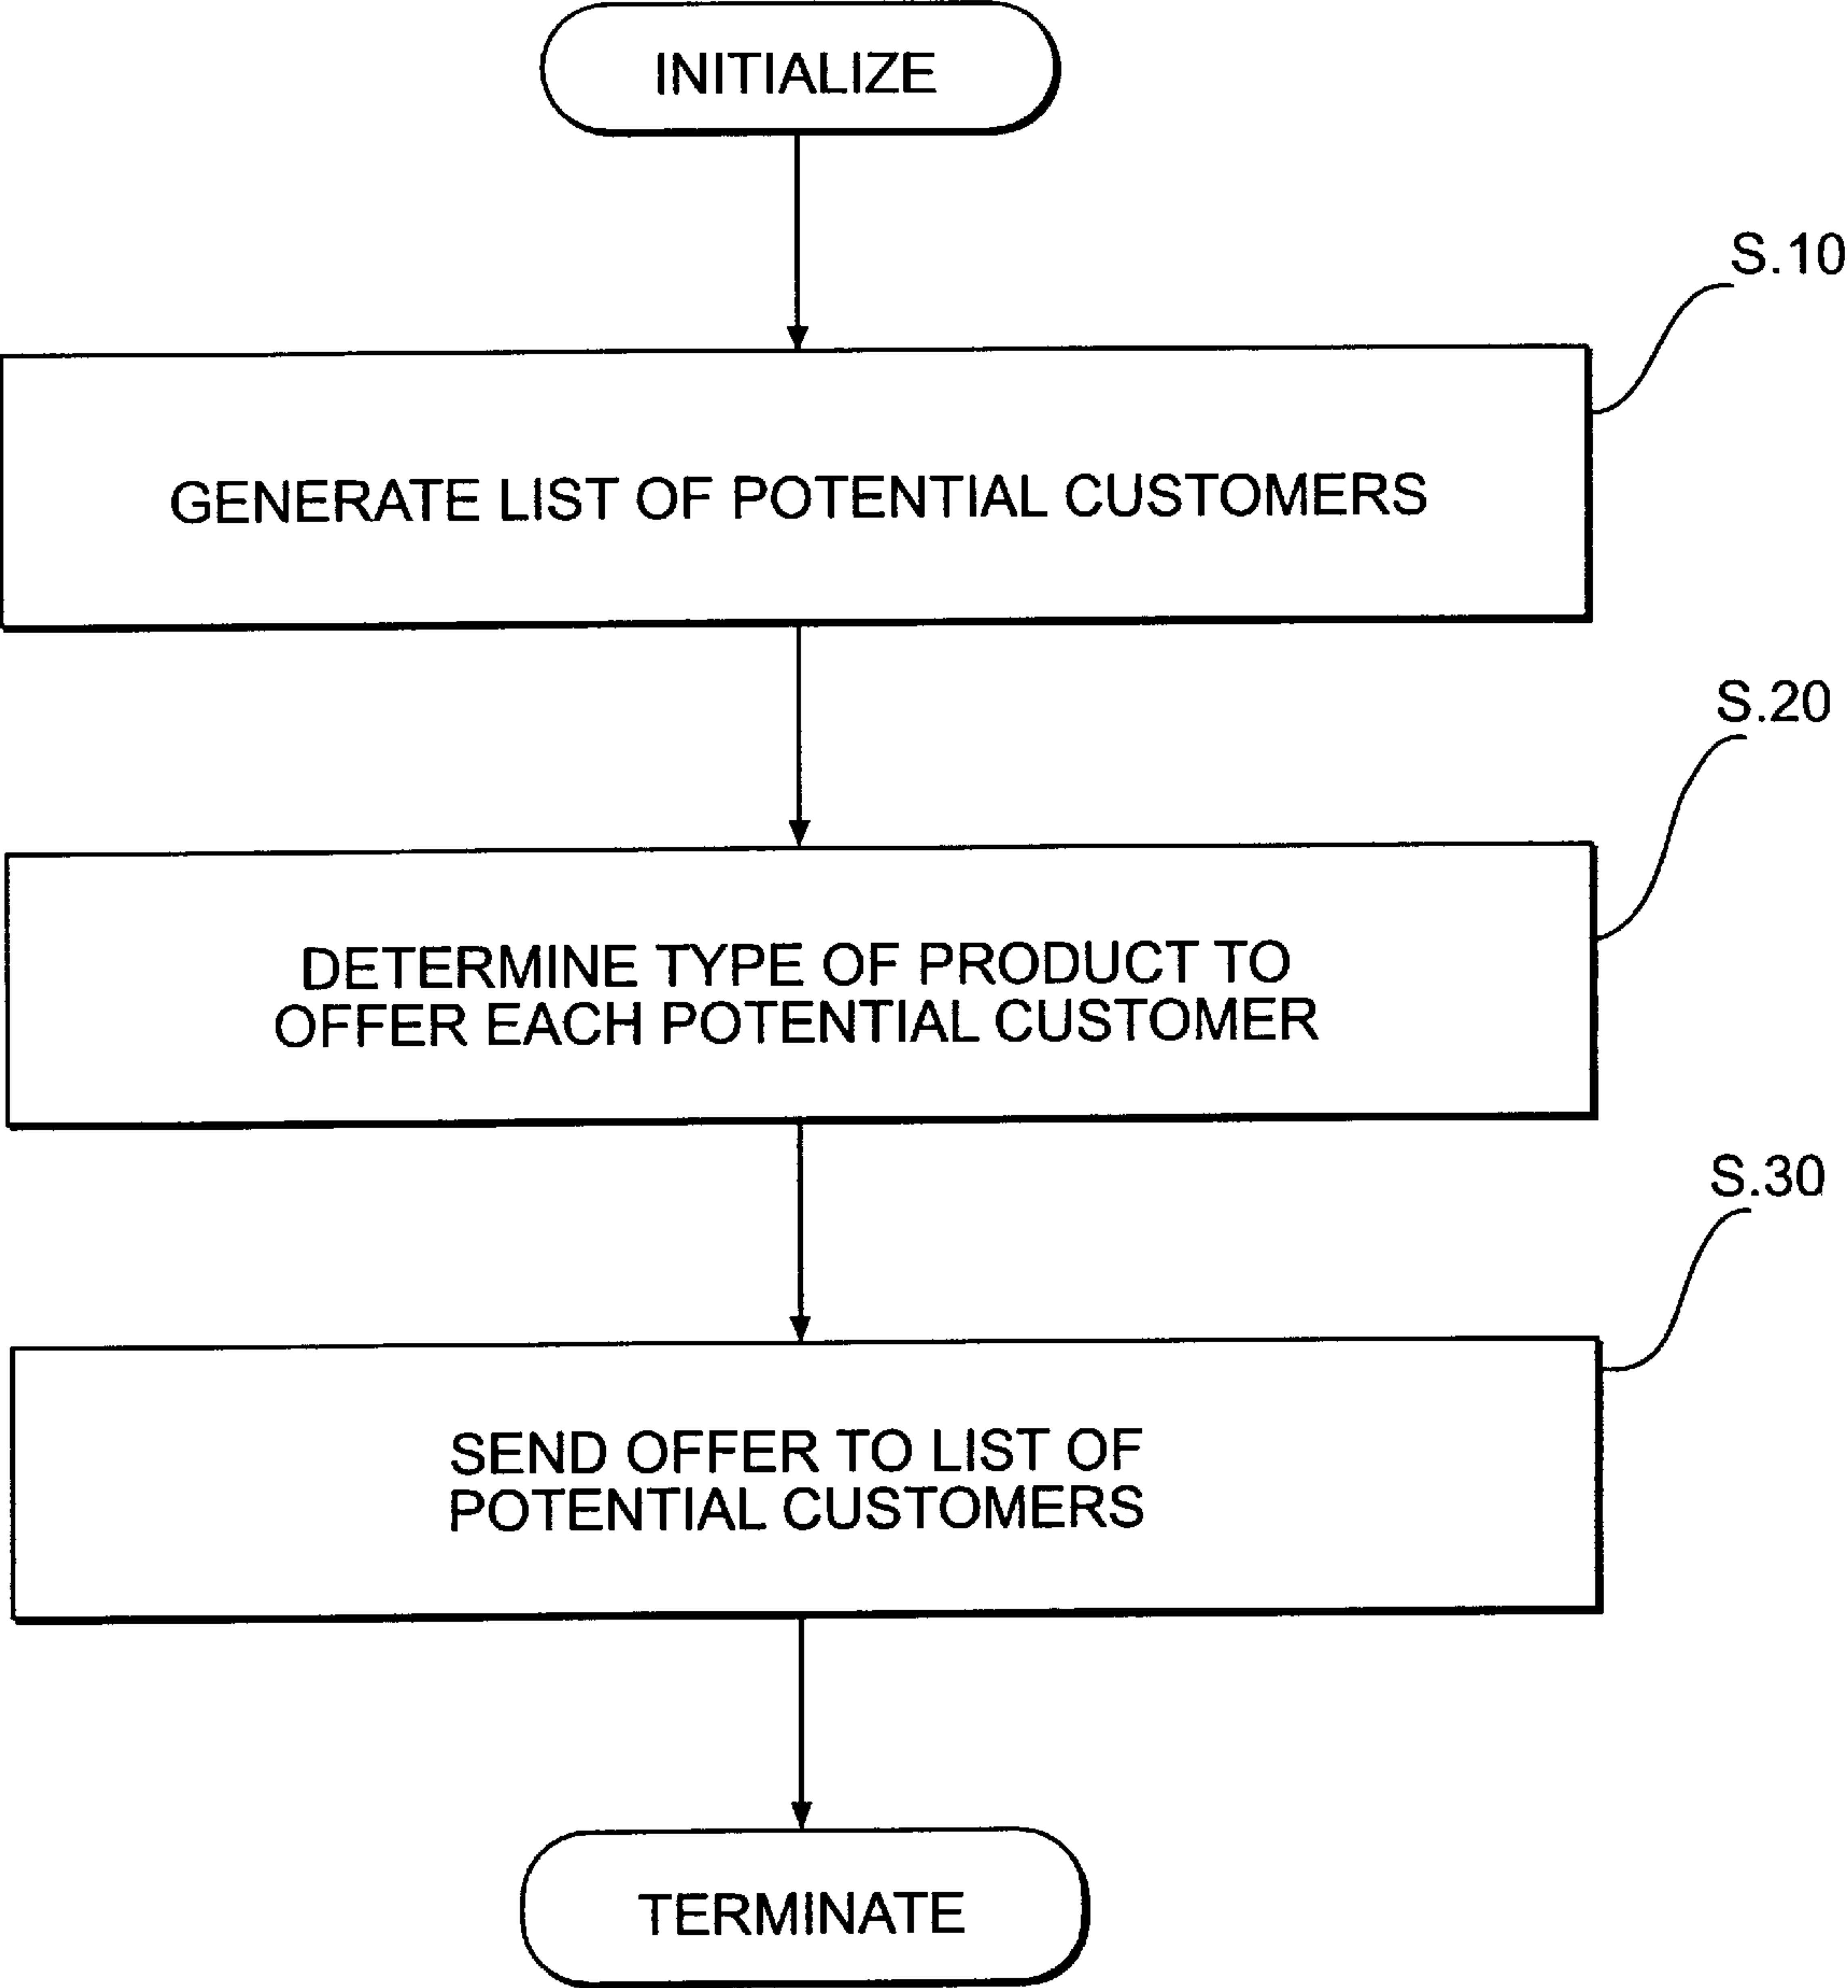 INITIALIZE
S.10
GENERATE LIST OF POTENTIAL CUSTOMERS
S.20
DETERMINE TYPE OF PRODUCT TO
OFFER EACH POTENTIAL CUSTOMER
S.30
SEND OFFER TO LIST OF
POTENTIAL CUSTOMERS
TERMINATE